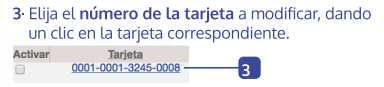 3· Elija el número de la tarjeta a modificar, dando
un clic en la tarjeta correspondiente.
Activar Tarjeta
0001-0001-3245-0008 3